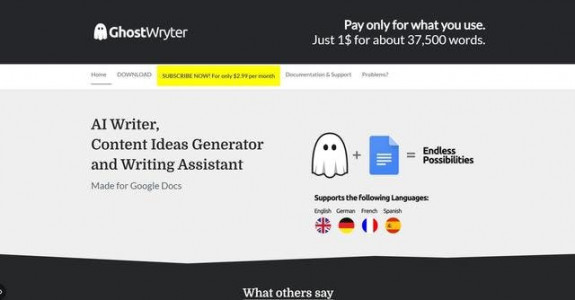 GhostWryter
Pay only for what you use.
Just 1$ for about 37,500 words.
Home
DOWNLOAD
SUBSCRIBE NOW! For only $2.99 per month
Documentation & Support
Problems?
AI Writer,
Content Ideas Generator
and Writing Assistant
Made for Google Docs
+
=
Endless
Possibilities
Supports the following Languages:
English German French Spanish
What others say